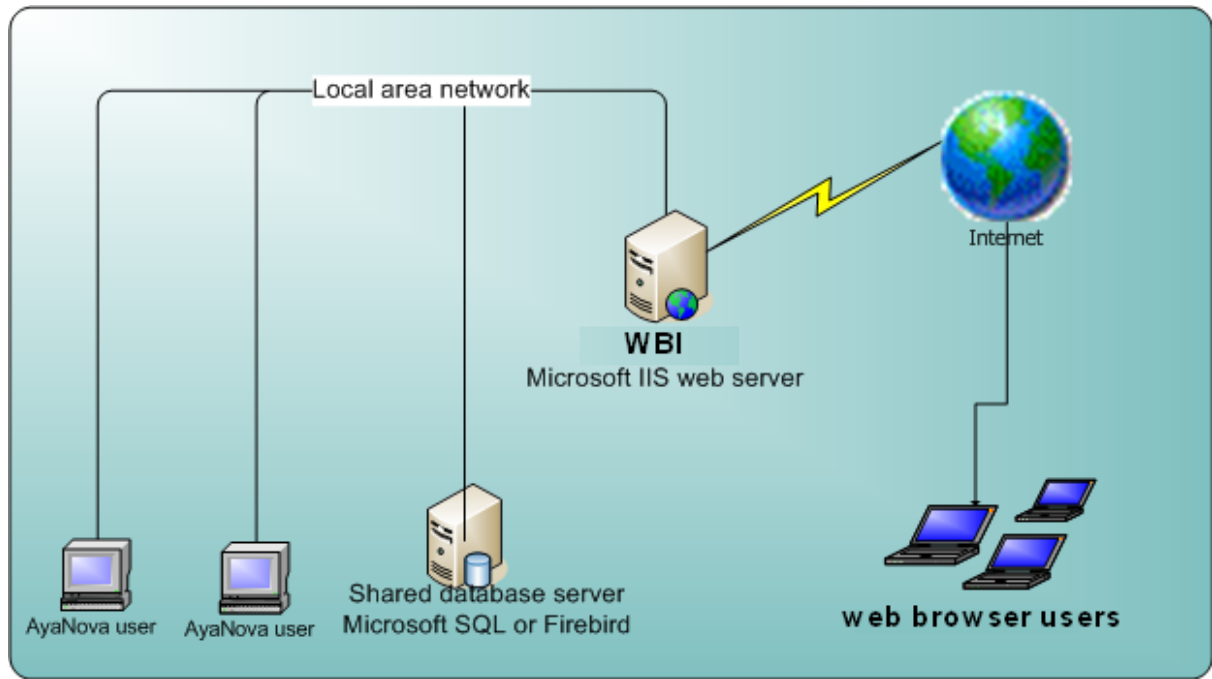 Local area network
Internet
WBI
Microsoft IIS web server
Shared database server
Microsoft SQL or Firebird
AyaNova user
AyaNova user
web browser users